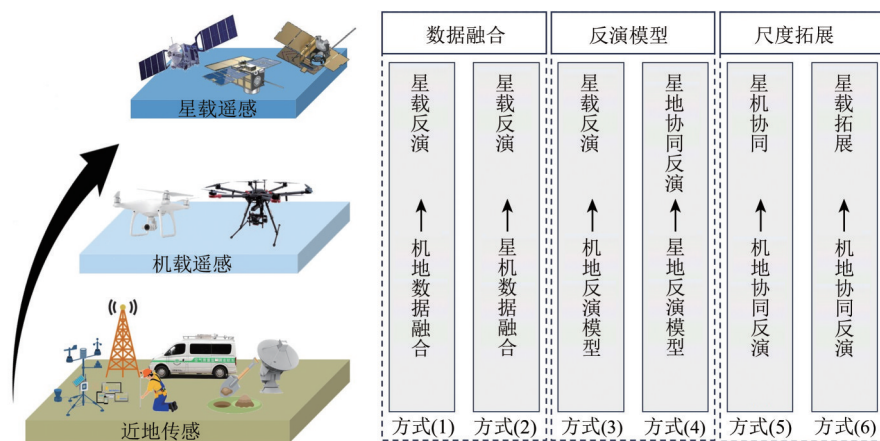 星载遥感
机载遥感
近地传感
数据融合
反演模型
尺度拓展
星载反演
机地数据融合
方式(1)
星载反演
星机数据融合
方式(2)
星载反演
机地反演模型
方式(3)
星地协同反演
星地反演模型
方式(4)
星机协同
机地协同反演
方式(5)
星载拓展
机地协同反演
方式(6)